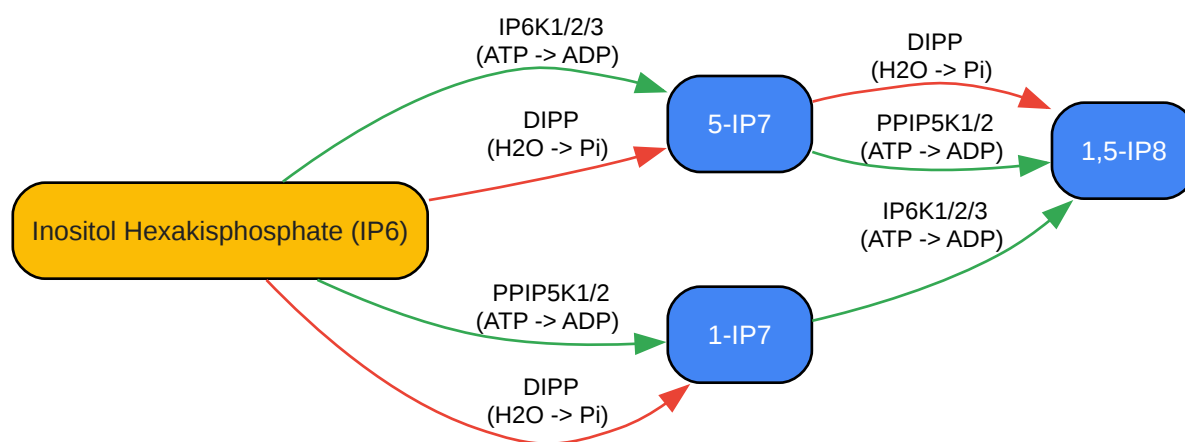 IP6K1/2/3
(ATP -> ADP)
DIPP
(H2O -> Pi)
DIPP
(H2O -> Pi)
5-IP7
PPIP5K1/2
(ATP -> ADP)
1,5-IP8
Inositol Hexakisphosphate (IP6)
IP6K1/2/3
(ATP -> ADP)
PPIP5K1/2
(ATP -> ADP)
1-IP7
DIPP
(H2O -> Pi)